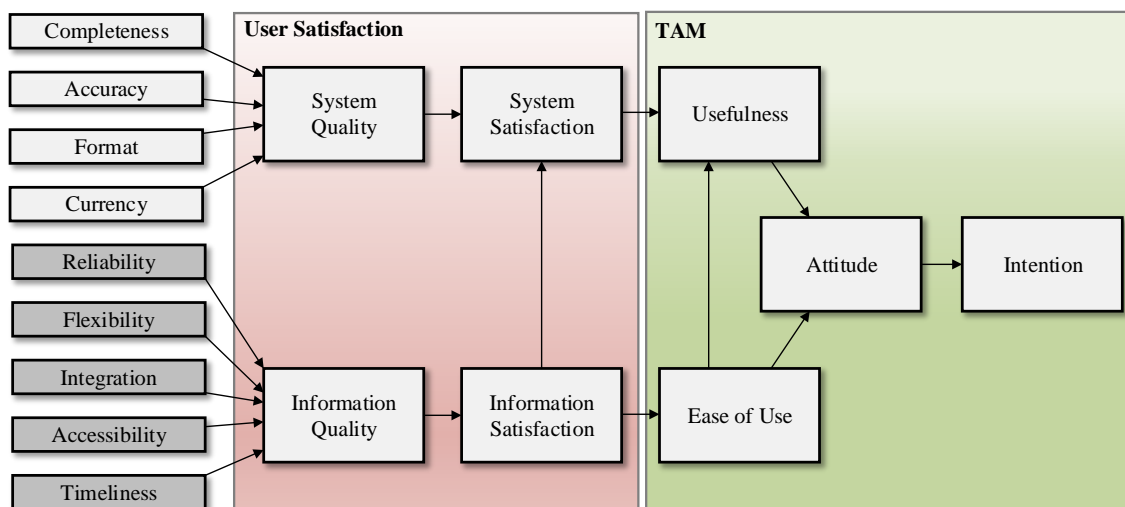 Completeness
Accuracy
Format
Currency
Reliability
Flexibility
Integration
Accessibility
Timeliness
User Satisfaction
System
Quality
System
Satisfaction
Information
Quality
Information
Satisfaction
TAM
Usefulness
Attitude
Intention
Ease of Use